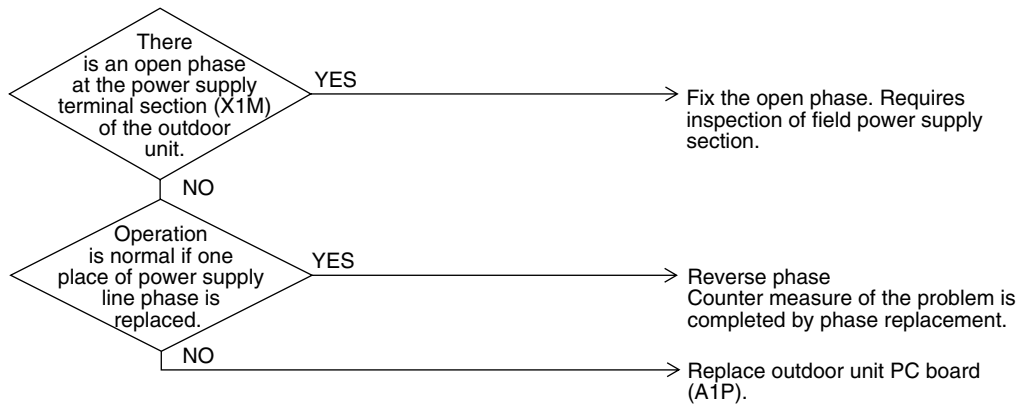 There
is an open phase
at the power supply
terminal section (X1M)
of the outdoor
unit.
YES
Fix the open phase. Requires
inspection of field power supply
section.
NO
Operation
is normal if one
place of power supply
line phase is
replaced.
YES
Reverse phase
Counter measure of the problem is
completed by phase replacement.
NO
Replace outdoor unit PC board
(A1P).